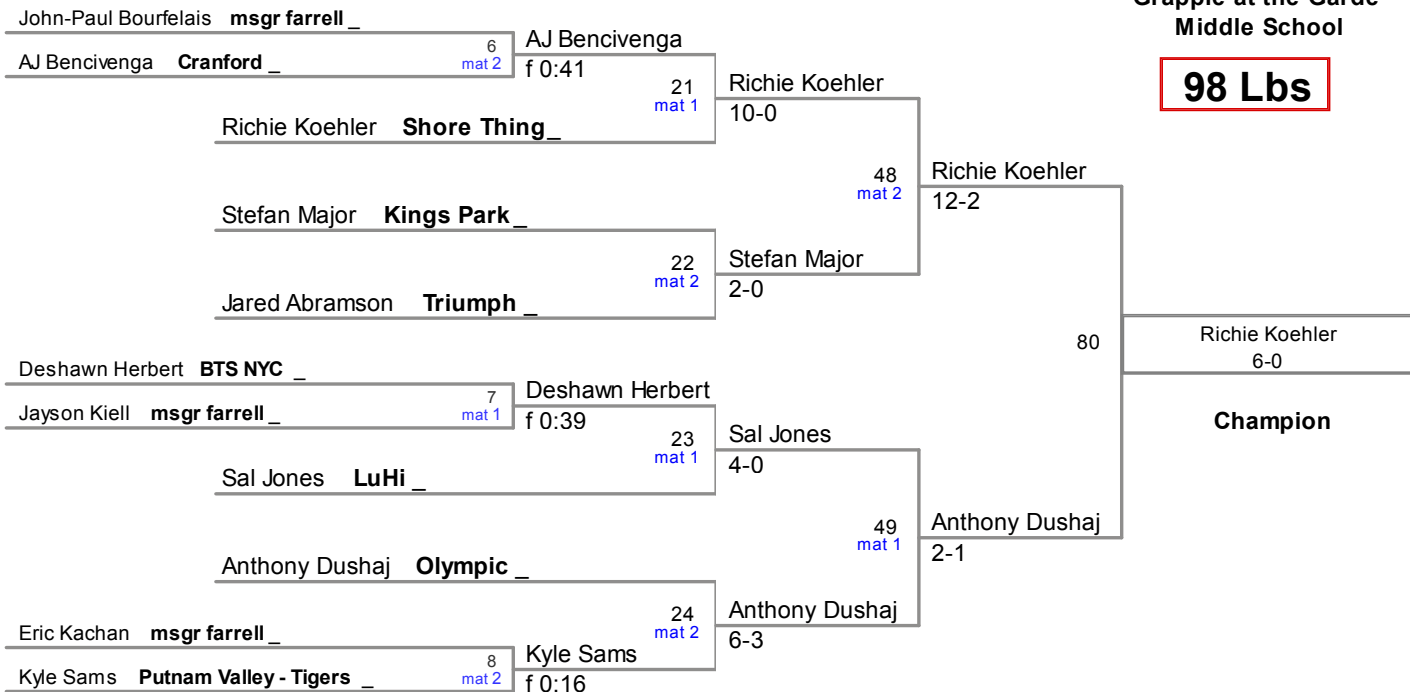 Grapple at the Garde
Middle School
98 Lbs
John-Paul Bourfelais msgr farrell _
6
mat 2
AJ Bencivenga Cranford _
AJ Bencivenga
f 0:41
21
mat 1
Richie Koehler Shore Thing _
Richie Koehler
10-0
48
mat 2
Stefan Major Kings Park _
22
mat 2
Jared Abramson Triumph _
Stefan Major
2-0
Richie Koehler
12-2
80
Richie Koehler
6-0
Champion
Deshawn Herbert BTS NYC _
7
mat 1
Jayson Kiell msgr farrell _
Deshawn Herbert
f 0:39
23
mat 1
Sal Jones LuHi _
Sal Jones
4-0
49
mat 1
Anthony Dushaj
2-1
Anthony Dushaj Olympic _
24
mat 2
Anthony Dushaj
6-3
Eric Kachan msgr farrell _
8
mat 2
Kyle Sams Putnam Valley - Tigers _
Kyle Sams
f 0:16